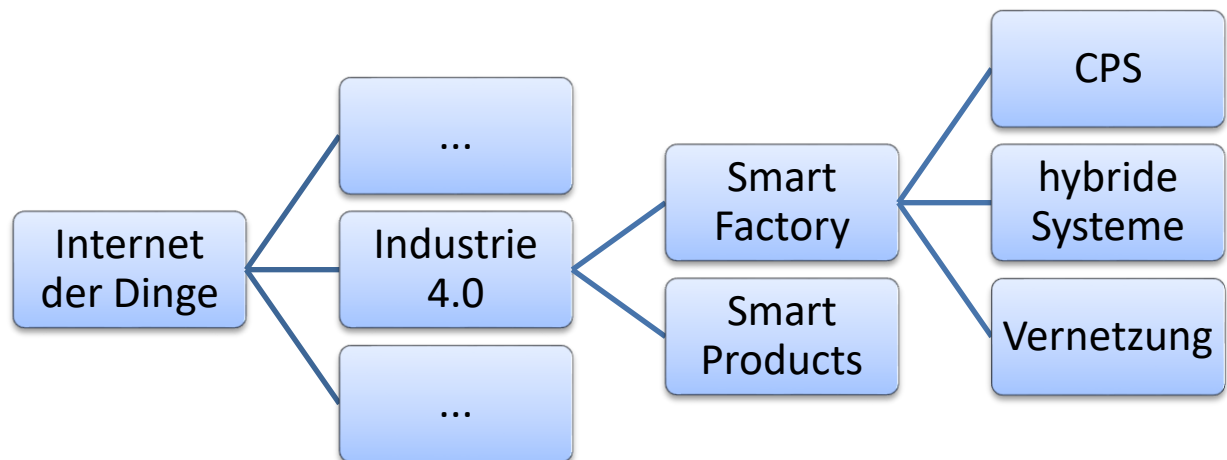 Internet
der Dinge
...
Industrie
4.0
...
Smart
Factory
Smart
Products
CPS
hybride
Systeme
Vernetzung